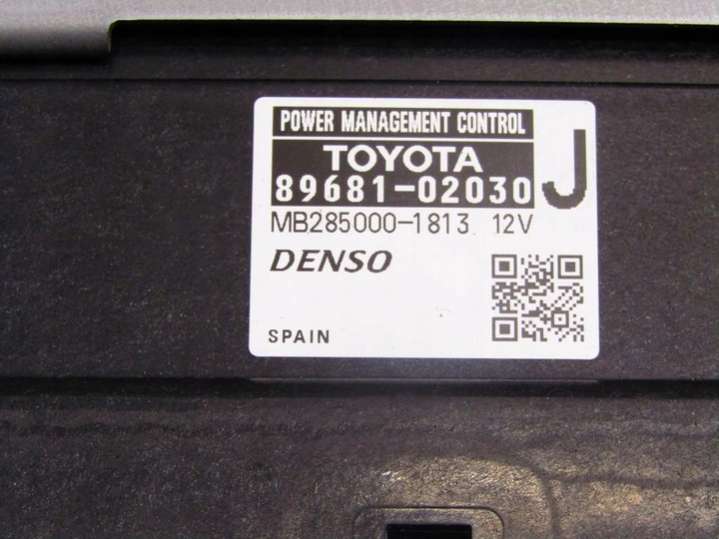 POWER MANAGEMENT CONTROL
TOYOTA
89681-02030
J
MB285000-1813 12V
DENSO
SPAIN